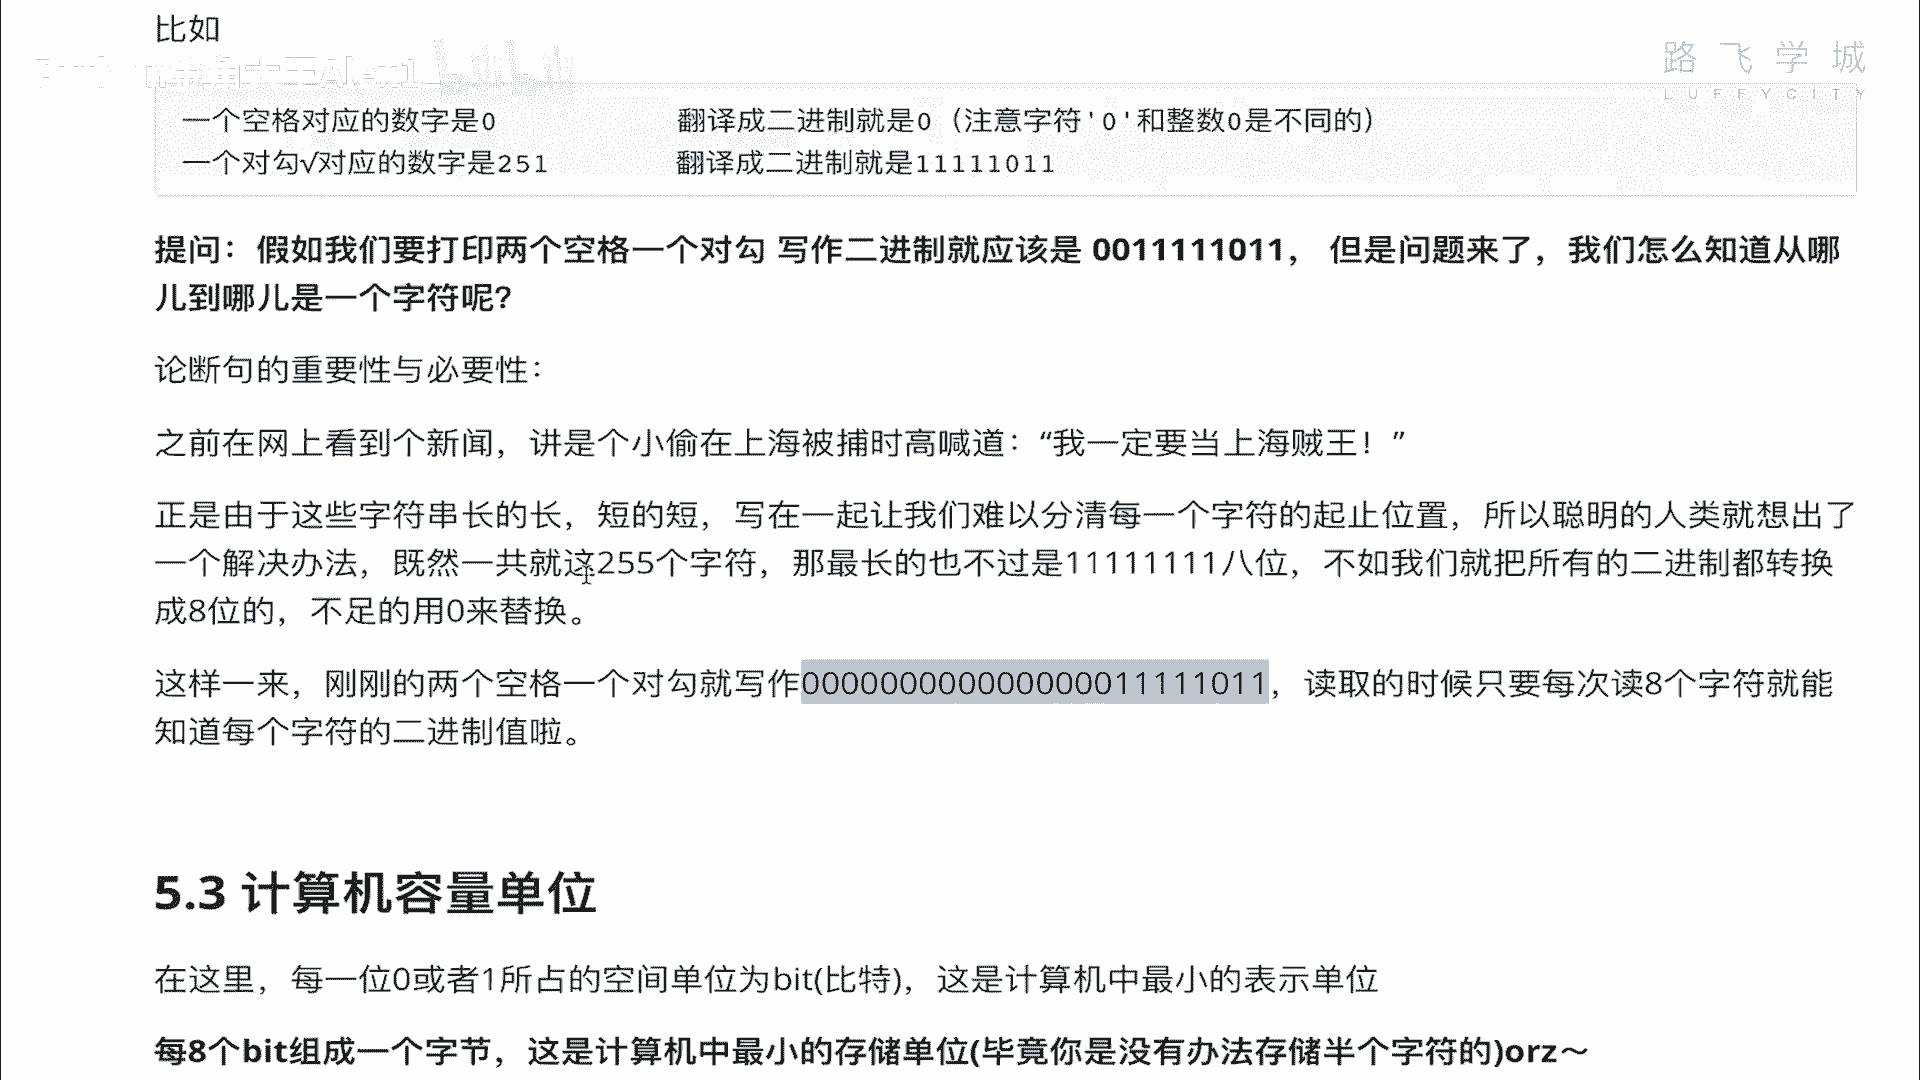 比如
路飞学城
LUFFYCITY
一个空格对应的数字是0 翻译成二进制就是0（注意字符'0'和整数0是不同的）
一个对勾√对应的数字是251 翻译成二进制就是11111011
提问：假如我们要打印两个空格一个对勾 写作二进制就应该是 0011111011， 但是问题来了，我们怎么知道从哪
儿到哪儿是一个字符呢?
论断句的重要性与必要性：
之前在网上看到个新闻，讲是个小偷在上海被捕时高喊道：“我一定要当上海贼王！”
正是由于这些字符串长的长，短的短，写在一起让我们难以分清每一个字符的起止位置，所以聪明的人类就想出了
一个解决办法，既然一共就这255个字符，那最长的也不过是11111111八位，不如我们就把所有的二进制都转换
成8位的，不足的用0来替换。
这样一来，刚刚的两个空格一个对勾就写作000000000000000011111011，读取的时候只要每次读8个字符就能
知道每个字符的二进制值啦。
5.3 计算机容量单位
在这里，每一位0或者1所占的空间单位为bit(比特)，这是计算机中最小的表示单位
每8个bit组成一个字节，这是计算机中最小的存储单位(毕竟你是没有办法存储半个字符的)orz～